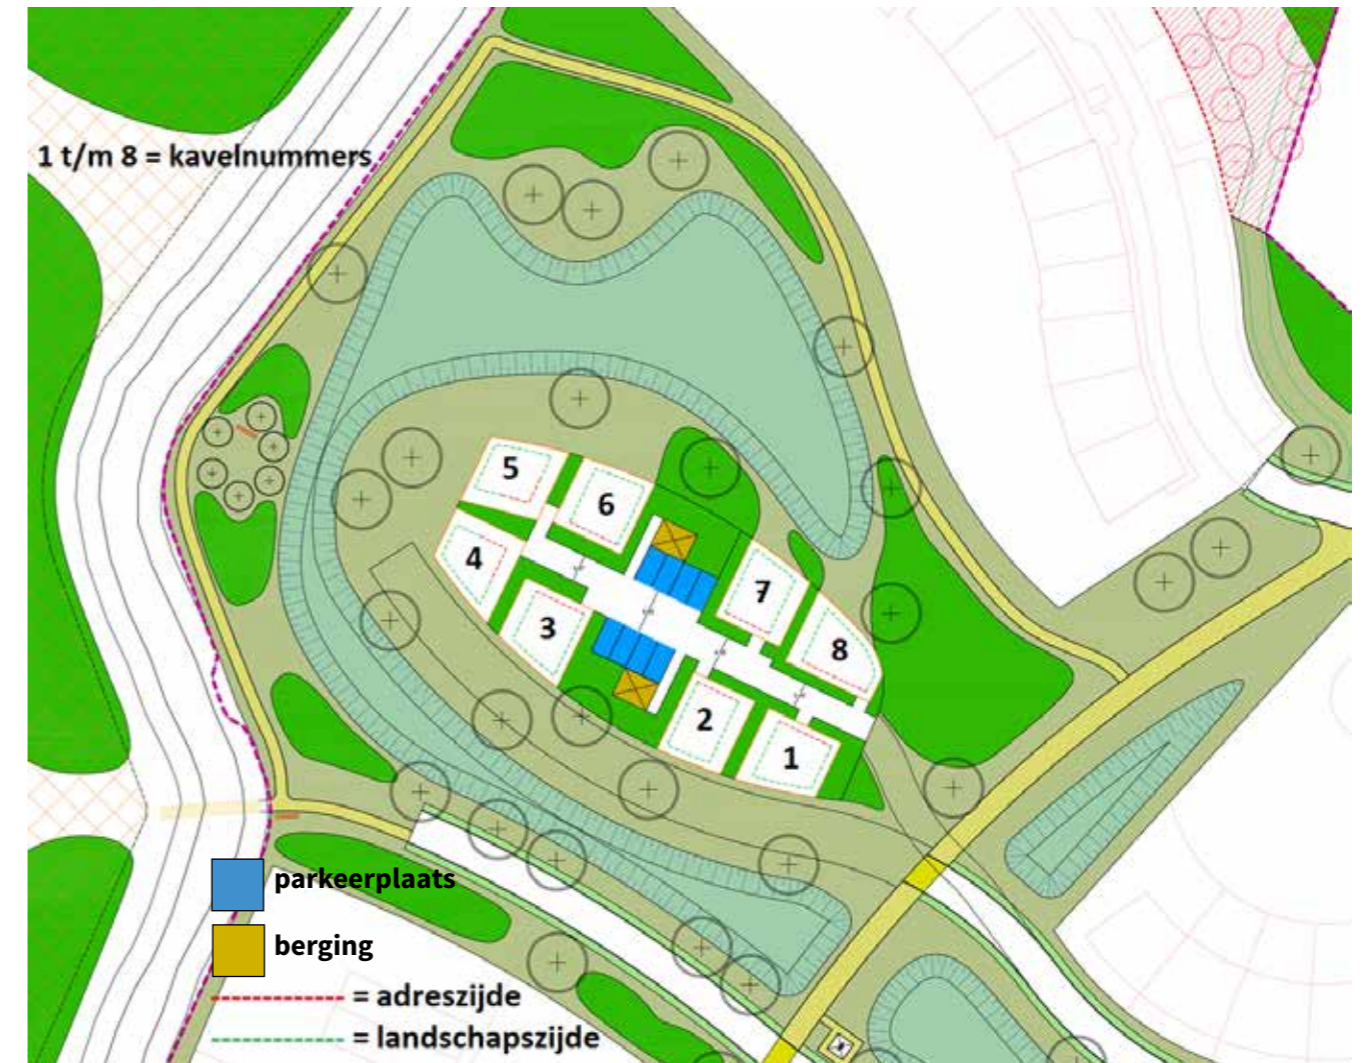 1 t/m 8 = kavelnummers
5
6
4
7
3
8
2
1
parkeerplaats
berging
= adreszijde
= landschapszijde